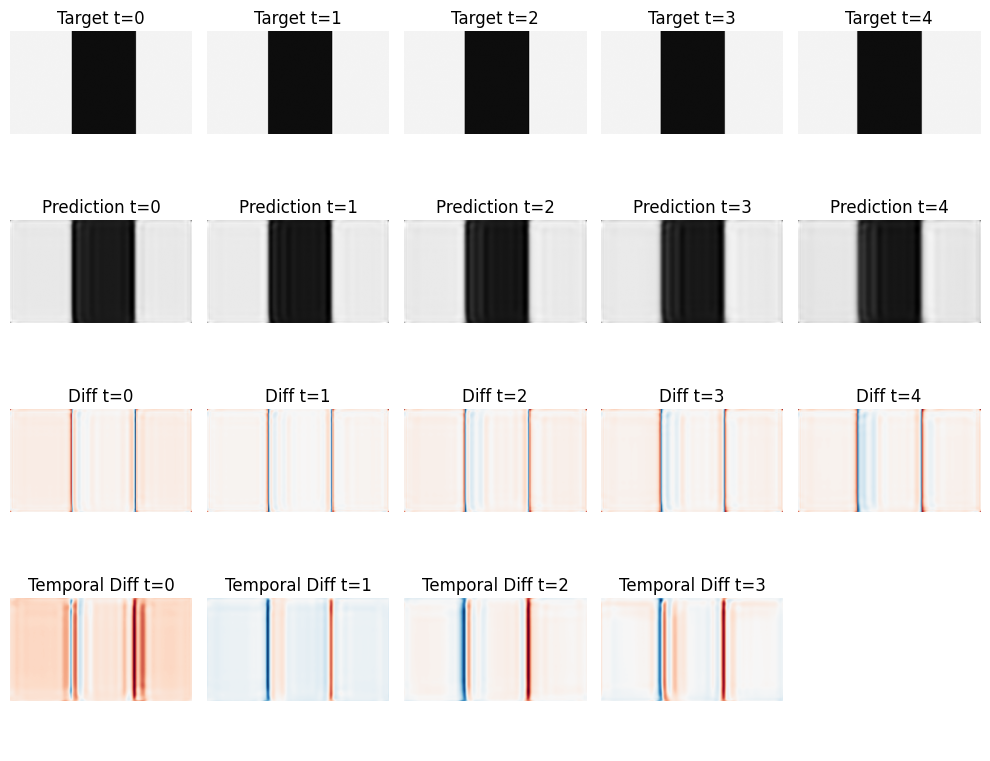 Target t=0 Target t=1 Target t=2 Target t=3 Target t=4
Prediction t=0 Prediction t=1 Prediction t=2 Prediction t=3 Prediction t=4
Diff t=0 Diff t=1 Diff t=2 Diff t=3 Diff t=4
Temporal Diff t=0 Temporal Diff t=1 Temporal Diff t=2 Temporal Diff t=3